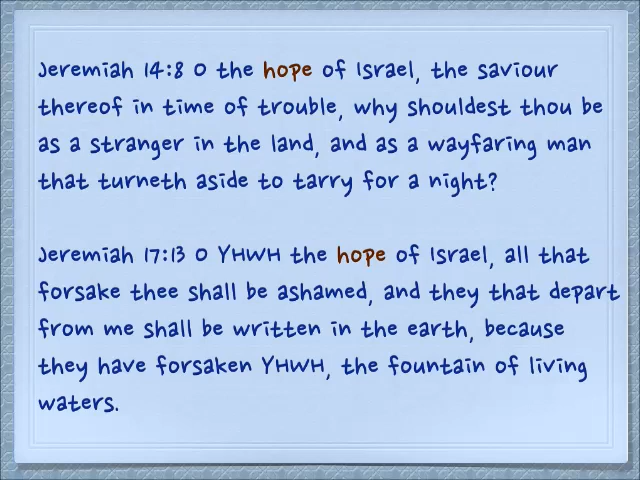 Jeremiah 14:8 O the hope of Israel, the saviour
thereof in time of trouble, why shouldest thou be
as a stranger in the land, and as a wayfaring man
that turneth aside to tarry for a night?
Jeremiah 17:13 O YHWH the hope of Israel, all that
forsake thee shall be ashamed, and they that depart
from me shall be written in the earth, because
they have forsaken YHWH, the fountain of living
waters.